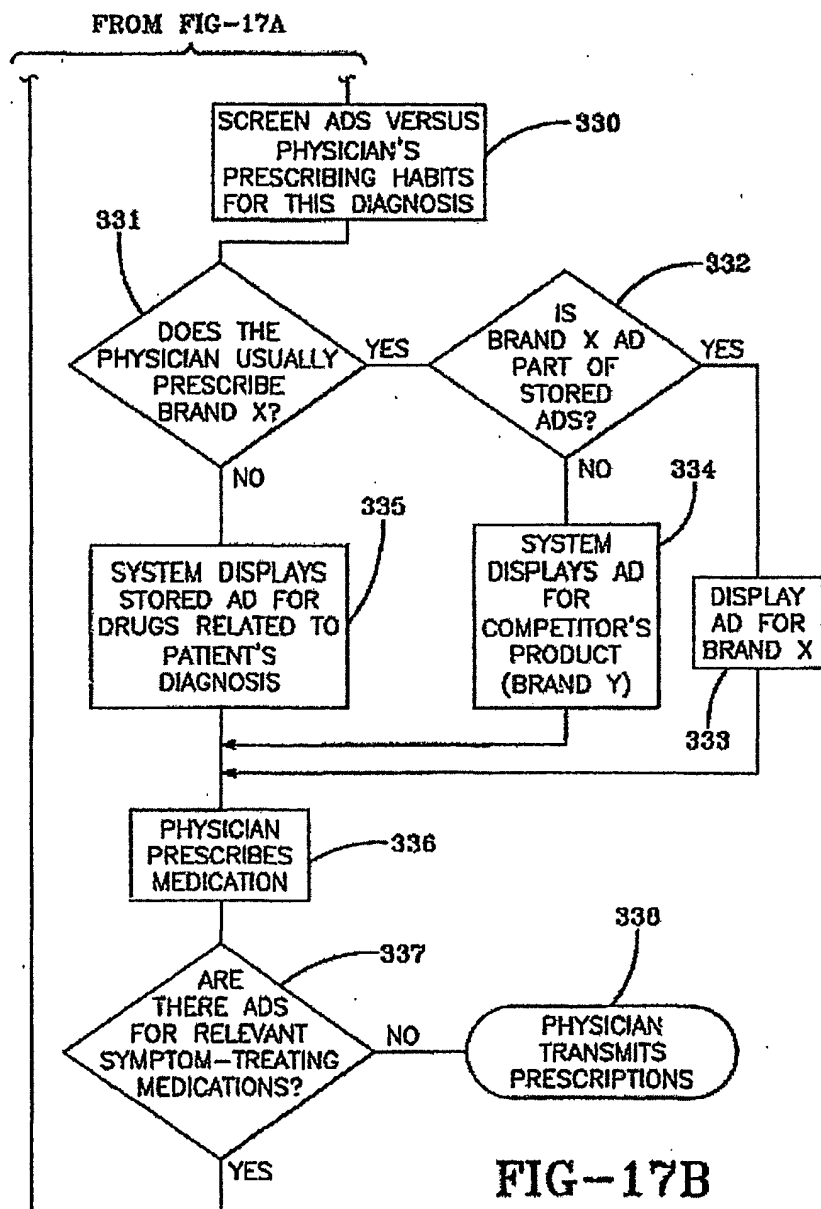 FROM FIG-17A
SCREEN ADS VERSUS
PHYSICIAN'S
PRESCRIBING HABITS
FOR THIS DIAGNOSIS
330
331
DOES THE
PHYSICIAN USUALLY
PRESCRIBE
BRAND X?
YES
NO
332
IS
BRAND X AD
PART OF
STORED
ADS?
YES
NO
335
SYSTEM DISPLAYS
STORED AD FOR
DRUGS RELATED TO
PATIENT'S
DIAGNOSIS
334
SYSTEM
DISPLAYS AD
FOR
COMPETITOR'S
PRODUCT
(BRAND Y)
DISPLAY
AD FOR
BRAND X
333
PHYSICIAN
PRESCRIBES
MEDICATION
336
337
ARE
THERE ADS
FOR RELEVANT
SYMPTOM-TREATING
MEDICATIONS?
NO
YES
338
PHYSICIAN
TRANSMITS
PRESCRIPTIONS
FIG-17B